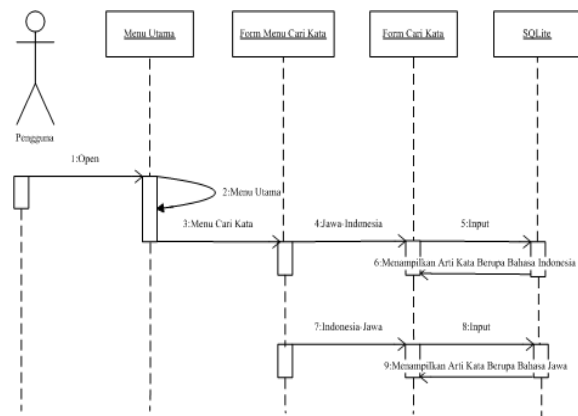 Menu Utama
Form Menu Cari Kata
Form Cari Kata
SQLite
Pengguna
1:Open
2:Menu Utama
3:Menu Cari Kata
4:Jawa-Indonesia
5:Input
6:Menampilkan Arti Kata Berupa Bahasa Indonesia
7:Indonesia-Jawa
8:Input
9:Menampilkan Arti Kata Berupa Bahasa Jawa